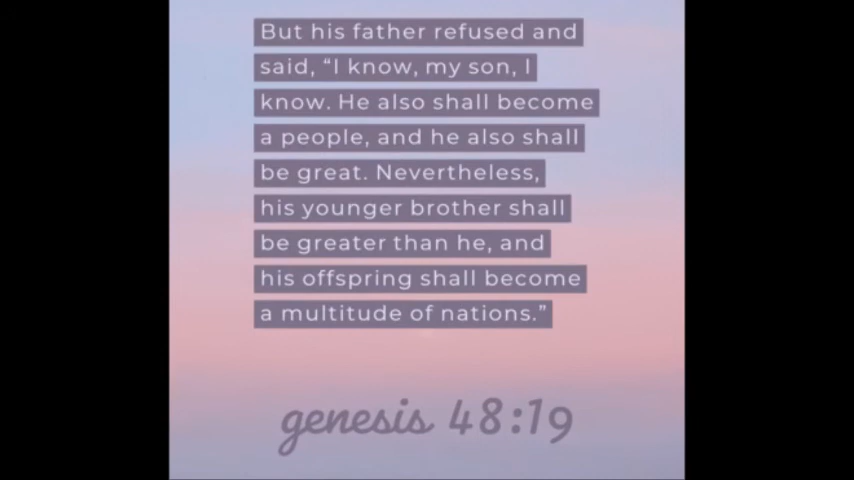 But his father refused and
said, “I know, my son, I
know. He also shall become
a people, and he also shall
be great. Nevertheless,
his younger brother shall
be greater than he, and
his offspring shall become
a multitude of nations.”
genesis 48:19